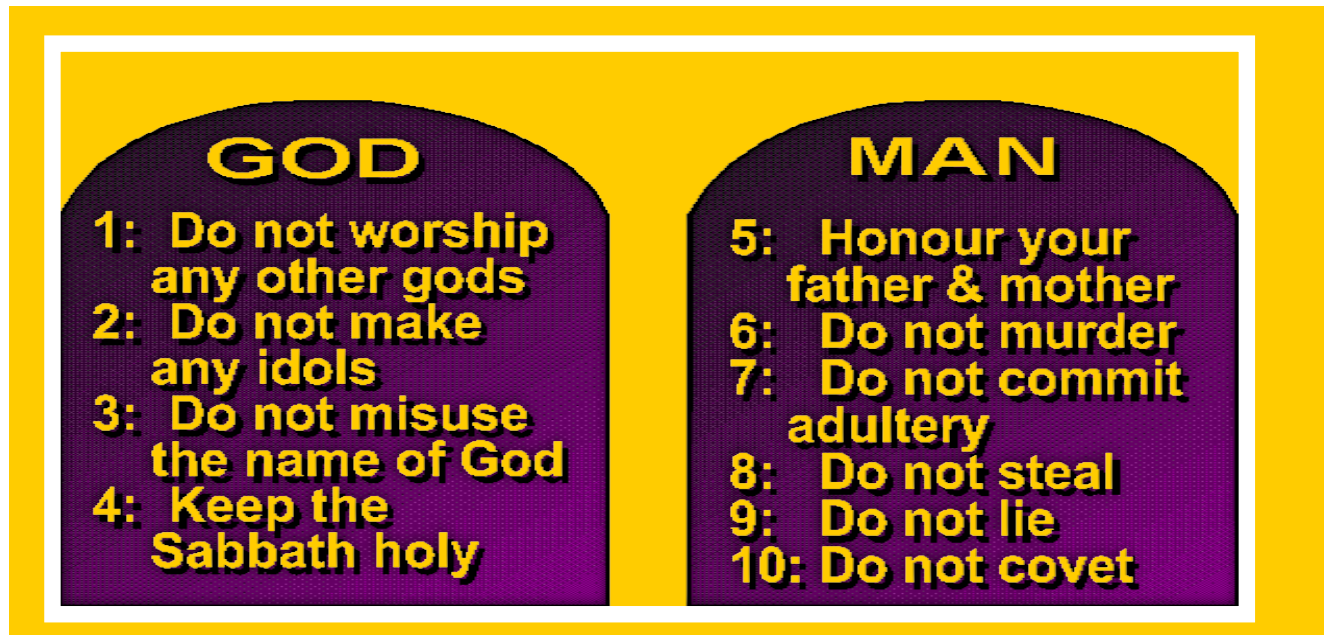 GOD
1: Do not worship
any other gods
2: Do not make
any idols
3: Do not misuse
the name of God
4: Keep the
Sabbath holy
MAN
5: Honour your
father & mother
6: Do not murder
7: Do not commit
adultery
8: Do not steal
9: Do not lie
10: Do not covet